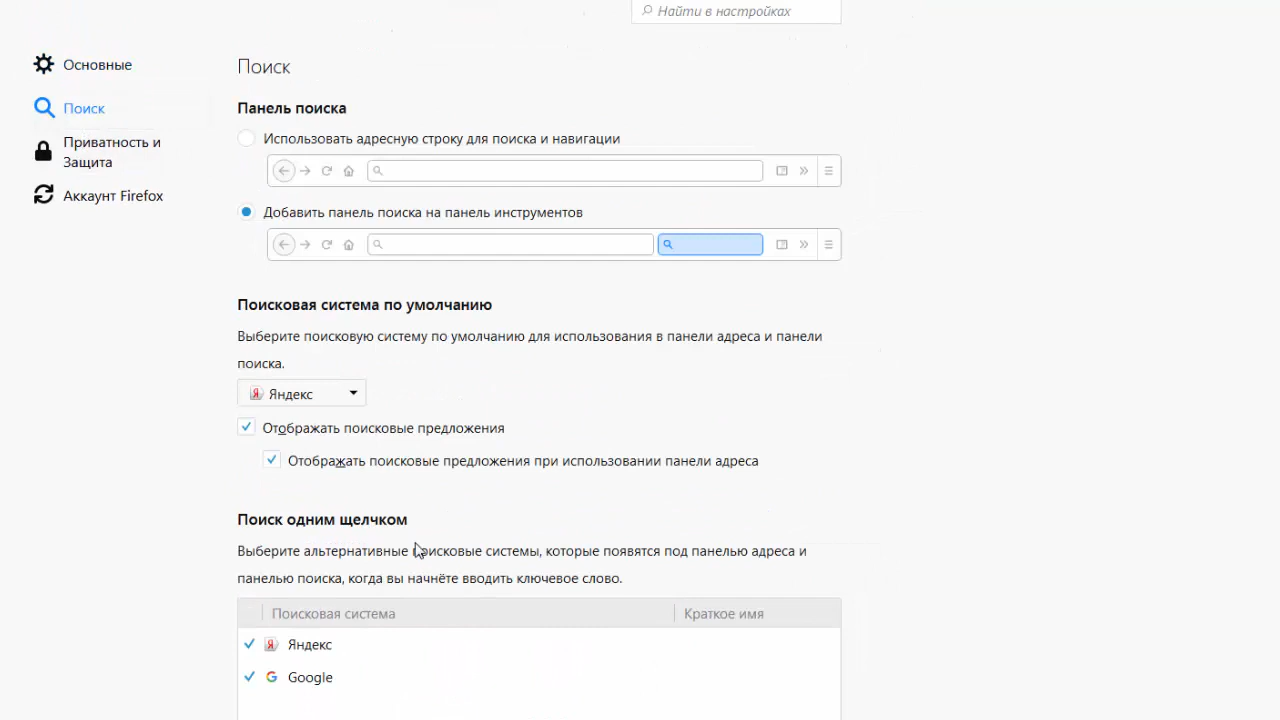 Найти в настройках
Основные
Поиск
Приватность и
Защита
Аккаунт Firefox
Поиск
Панель поиска
Использовать адресную строку для поиска и навигации
Добавить панель поиска на панель инструментов
Поисковая система по умолчанию
Выберите поисковую систему по умолчанию для использования в панели адреса и панели
поиска.
Яндекс
Отображать поисковые предложения
Отображать поисковые предложения при использовании панели адреса
Поиск одним щелчком
Выберите альтернативные поисковые системы, которые появятся под панелью адреса и
панелью поиска, когда вы начнёте вводить ключевое слово.
Поисковая система Краткое имя
Яндекс
Google